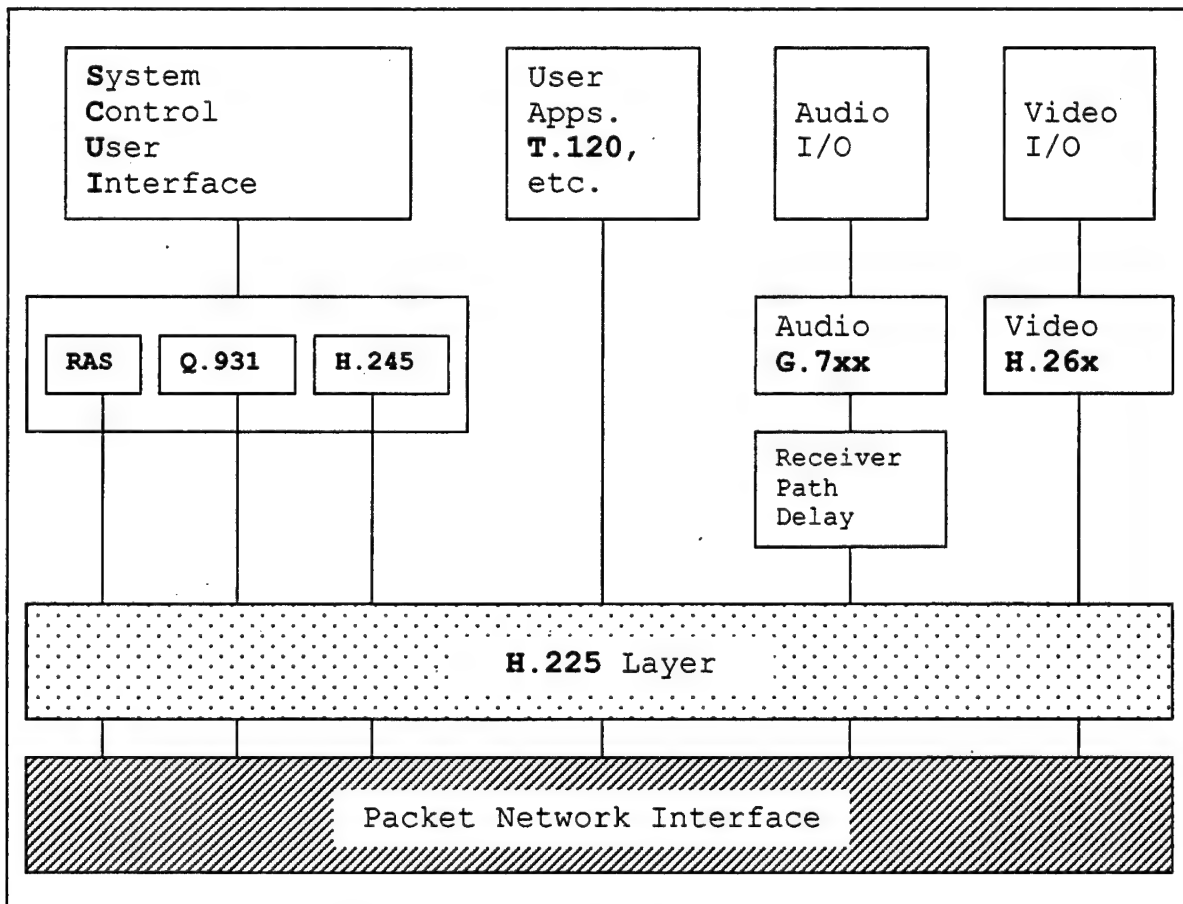 System
Control
User
Interface
User
Apps.
T.120,
etc.
Audio
I/O
Video
I/O
RAS
Q.931
H.245
Audio
G.7xx
Video
H.26x
Receiver
Path
Delay
H.225 Layer
Packet Network Interface